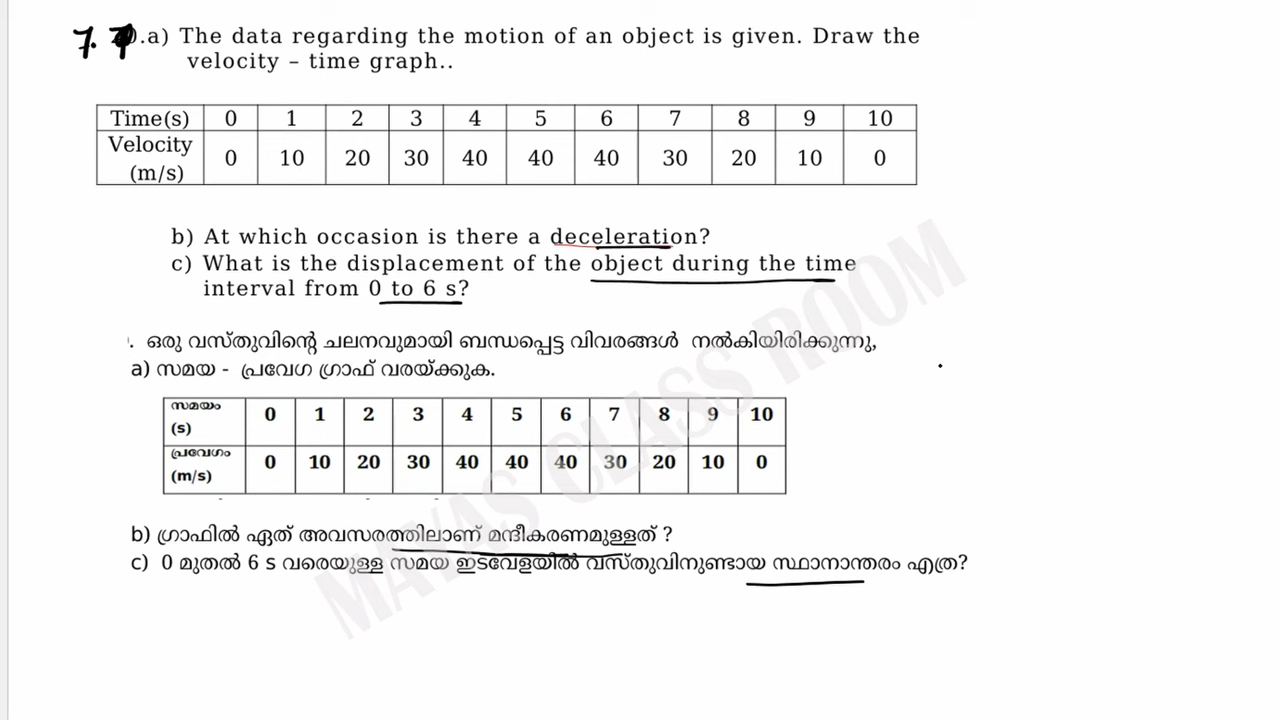 7. .a) The data regarding the motion of an object is given. Draw the
velocity – time graph..
Time(s) 0 1 2 3 4 5 6 7 8 9 10
Velocity (m/s) 0 10 20 30 40 40 40 30 20 10 0
b) At which occasion is there a deceleration?
c) What is the displacement of the object during the time
interval from 0 to 6 s?
. ഒരു വസ്തുവിന്റെ ചലനവുമായി ബന്ധപ്പെട്ട വിവരങ്ങൾ നൽകിയിരിക്കുന്നു,
a) സമയ - പ്രവേഗ ഗ്രാഫ് വരയ്ക്കുക.
സമയം (s) 0 1 2 3 4 5 6 7 8 9 10
പ്രവേഗം (m/s) 0 10 20 30 40 40 40 30 20 10 0
b) ഗ്രാഫിൽ ഏത് അവസരത്തിലാണ് മന്ദീകരണമുള്ളത് ?
c) 0 മുതൽ 6 s വരെയുള്ള സമയ ഇടവേളയിൽ വസ്തുവിനുണ്ടായ സ്ഥാനാന്തരം എത്ര?
MAYAS CLASS ROOM